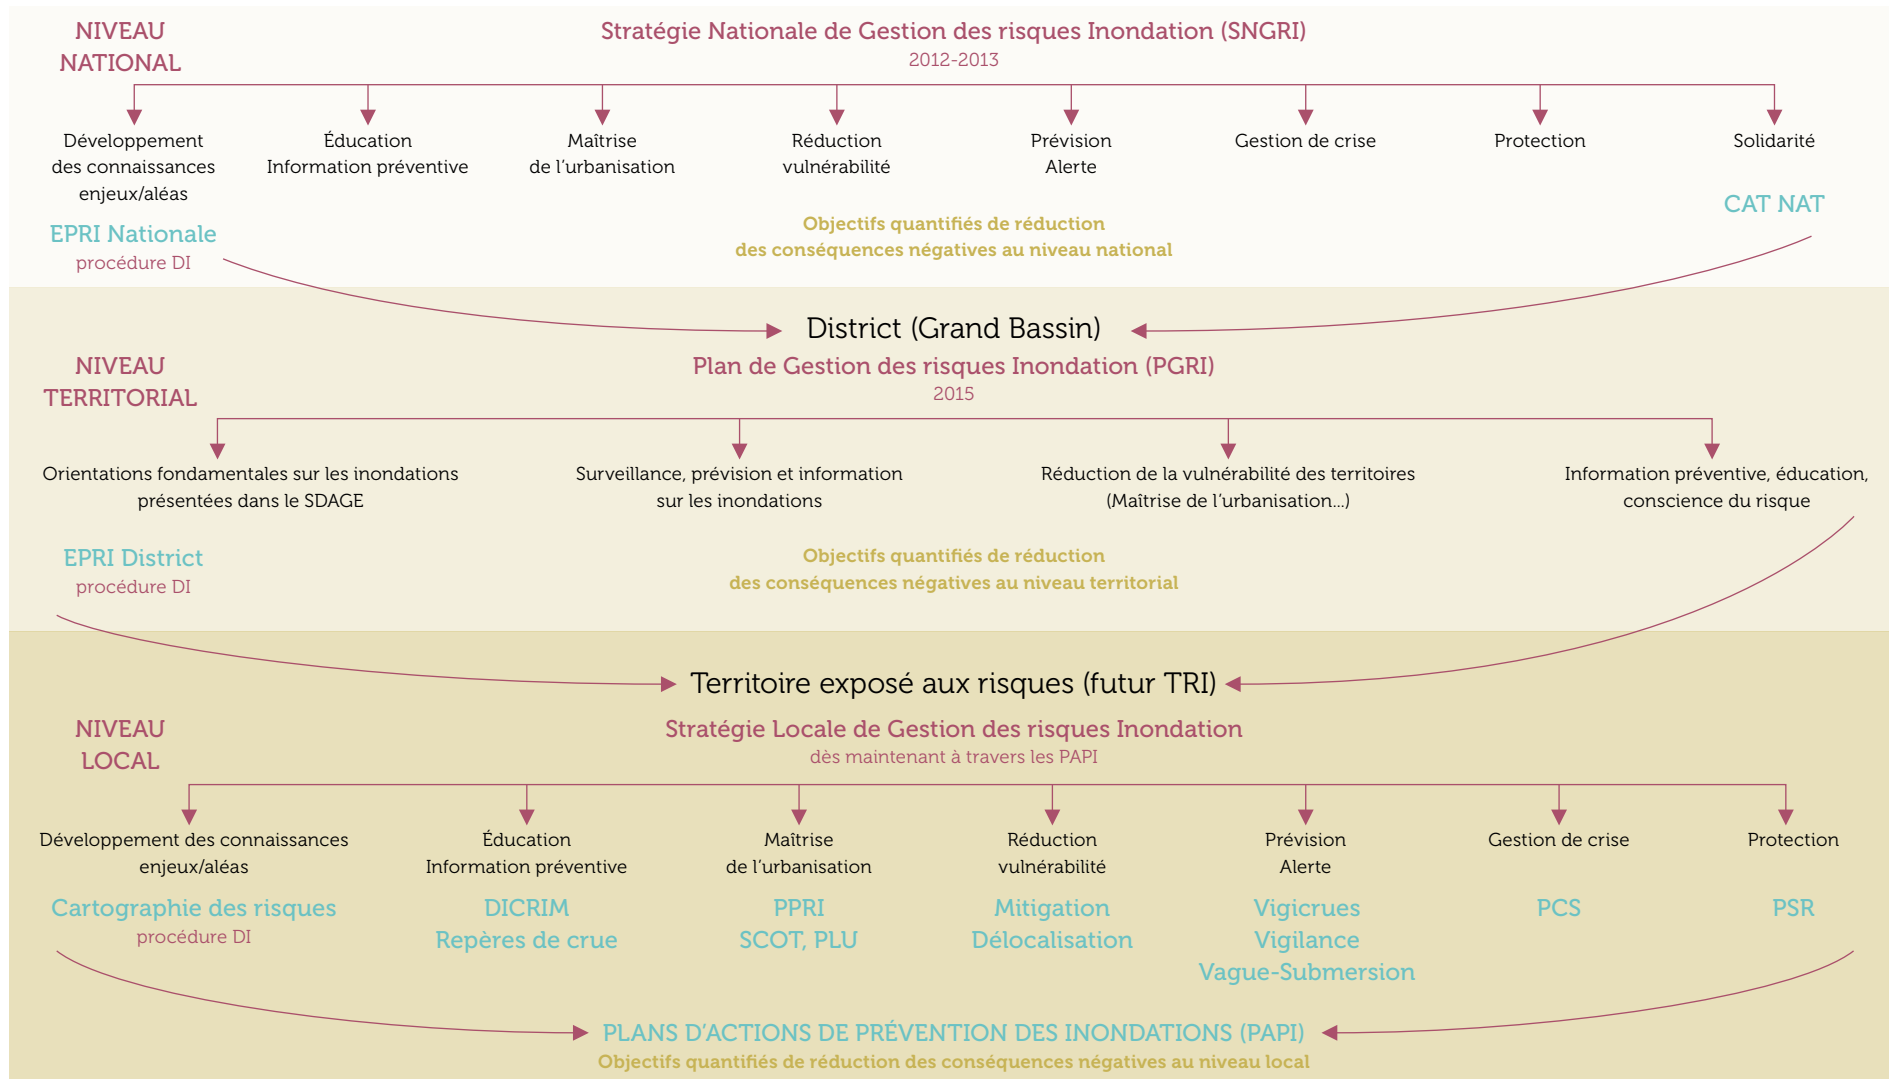 NIVEAU
NATIONAL
Stratégie Nationale de Gestion des risques Inondation (SNGRI)
2012-2013
Développement
des connaissances
enjeux/aléas
Éducation
Information préventive
Maîtrise
de l'urbanisation
Réduction
vulnérabilité
Prévision
Alerte
Gestion de crise
Protection
Solidarité
EPRI Nationale
procédure DI
Objectifs quantifiés de réduction
des conséquences négatives au niveau national
CAT NAT
District (Grand Bassin)
NIVEAU
TERRITORIAL
Plan de Gestion des risques Inondation (PGRI)
2015
Orientations fondamentales sur les inondations
présentées dans le SDAGE
Surveillance, prévision et information
sur les inondations
Réduction de la vulnérabilité des territoires
(Maîtrise de l'urbanisation...)
Information préventive, éducation,
conscience du risque
EPRI District
procédure DI
Objectifs quantifiés de réduction
des conséquences négatives au niveau territorial
Territoire exposé aux risques (futur TRI)
NIVEAU
LOCAL
Stratégie Locale de Gestion des risques Inondation
dès maintenant à travers les PAPI
Développement des connaissances
enjeux/aléas
Éducation
Information préventive
Maîtrise
de l'urbanisation
Réduction
vulnérabilité
Prévision
Alerte
Gestion de crise
Protection
Cartographie des risques
procédure DI
DICRIM
Repères de crue
PPRI
SCOT, PLU
Mitigation
Délocalisation
Vigicrues
Vigilance
Vague-Submersion
PCS
PSR
PLANS D'ACTIONS DE PRÉVENTION DES INONDATIONS (PAPI)
Objectifs quantifiés de réduction des conséquences négatives au niveau local